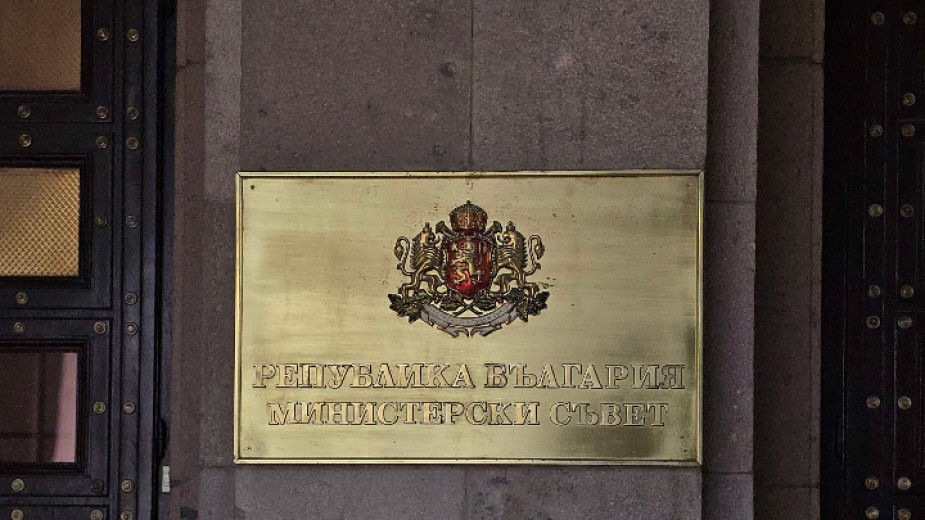 РЕПУБЛИКА БЪЛГАРИЯ
МИНИСТЕРСКИ СЪВЕТ